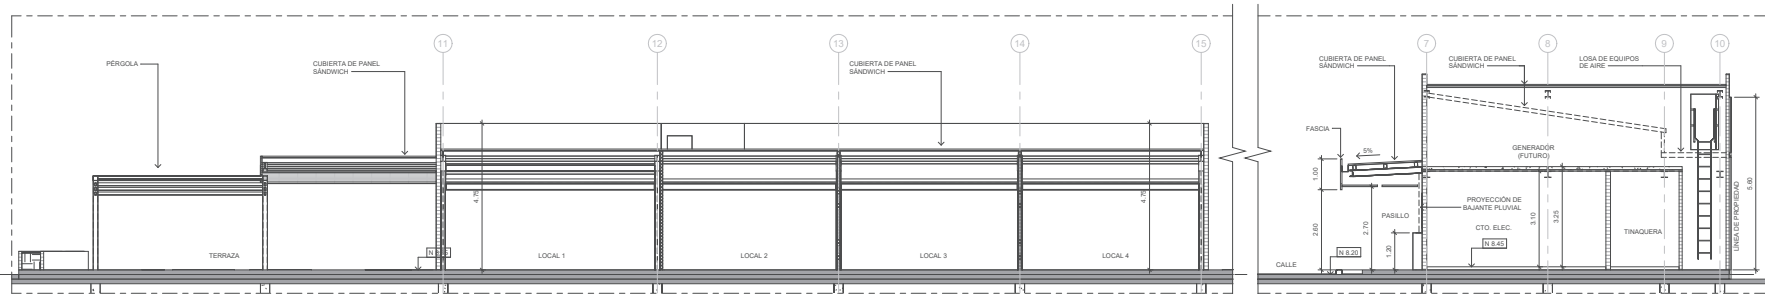 11
12
13
14
15
7
8
9
10
PÉRGOLA
CUBIERTA DE PANEL
SÁNDWICH
CUBIERTA DE PANEL
SÁNDWICH
CUBIERTA DE PANEL
SÁNDWICH
CUBIERTA DE PANEL
SÁNDWICH
LOSA DE EQUIPOS
DE AIRE
FASCIA
5%
GENERADOR
(FUTURO)
1.00
4.75
4.75
2.60
2.70
1.20
3.10
3.25
5.60
LÍNEA DE PROPIEDAD
PROYECCIÓN DE
BAJANTE PLUVIAL
PASILLO
CTO. ELEC.
TINAQUERA
N 8.45
N 8.20
CALLE
TERRAZA
LOCAL 1
LOCAL 2
LOCAL 3
LOCAL 4